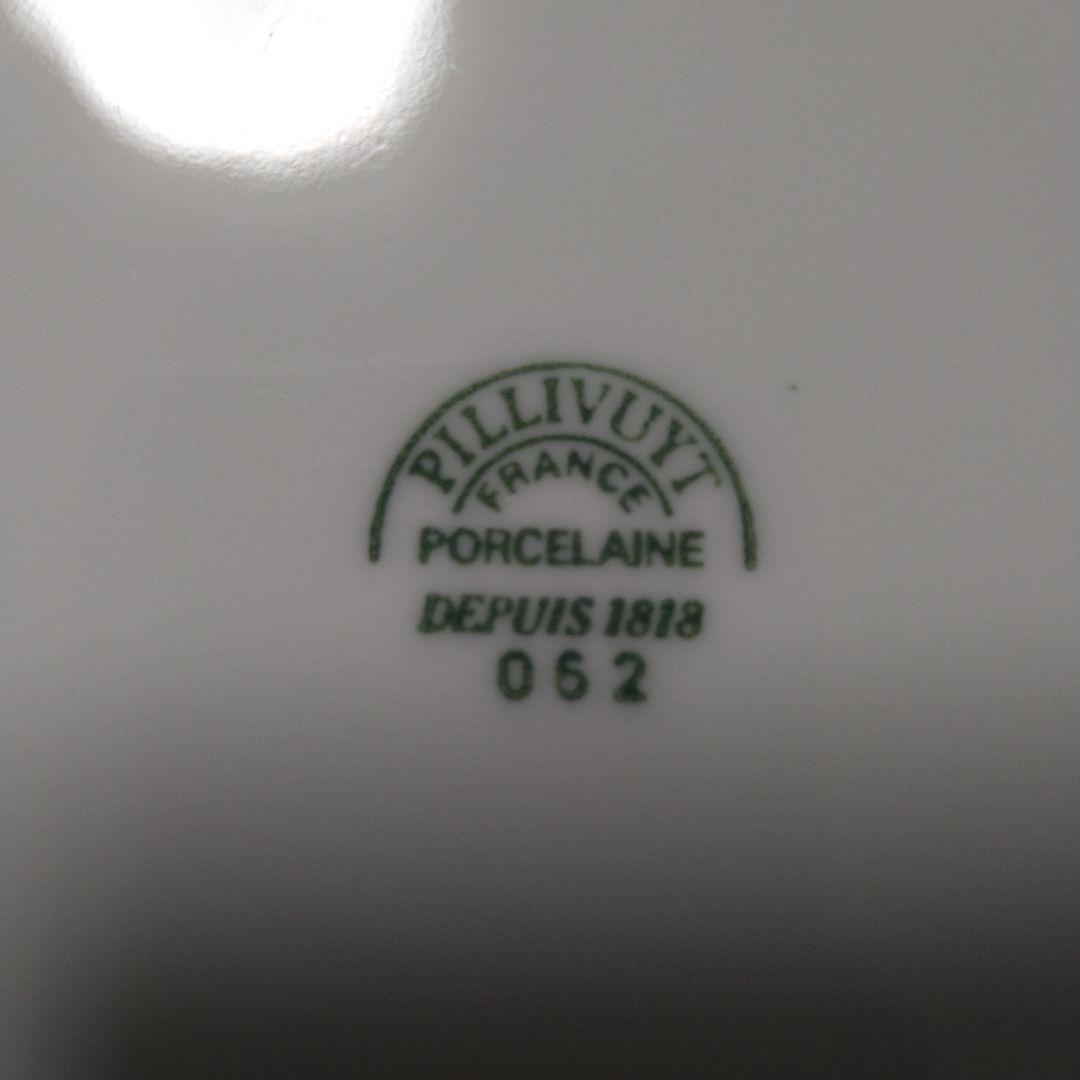 PILLIVUYT
FRANCE
PORCELAINE
DEPUIS 1818
062